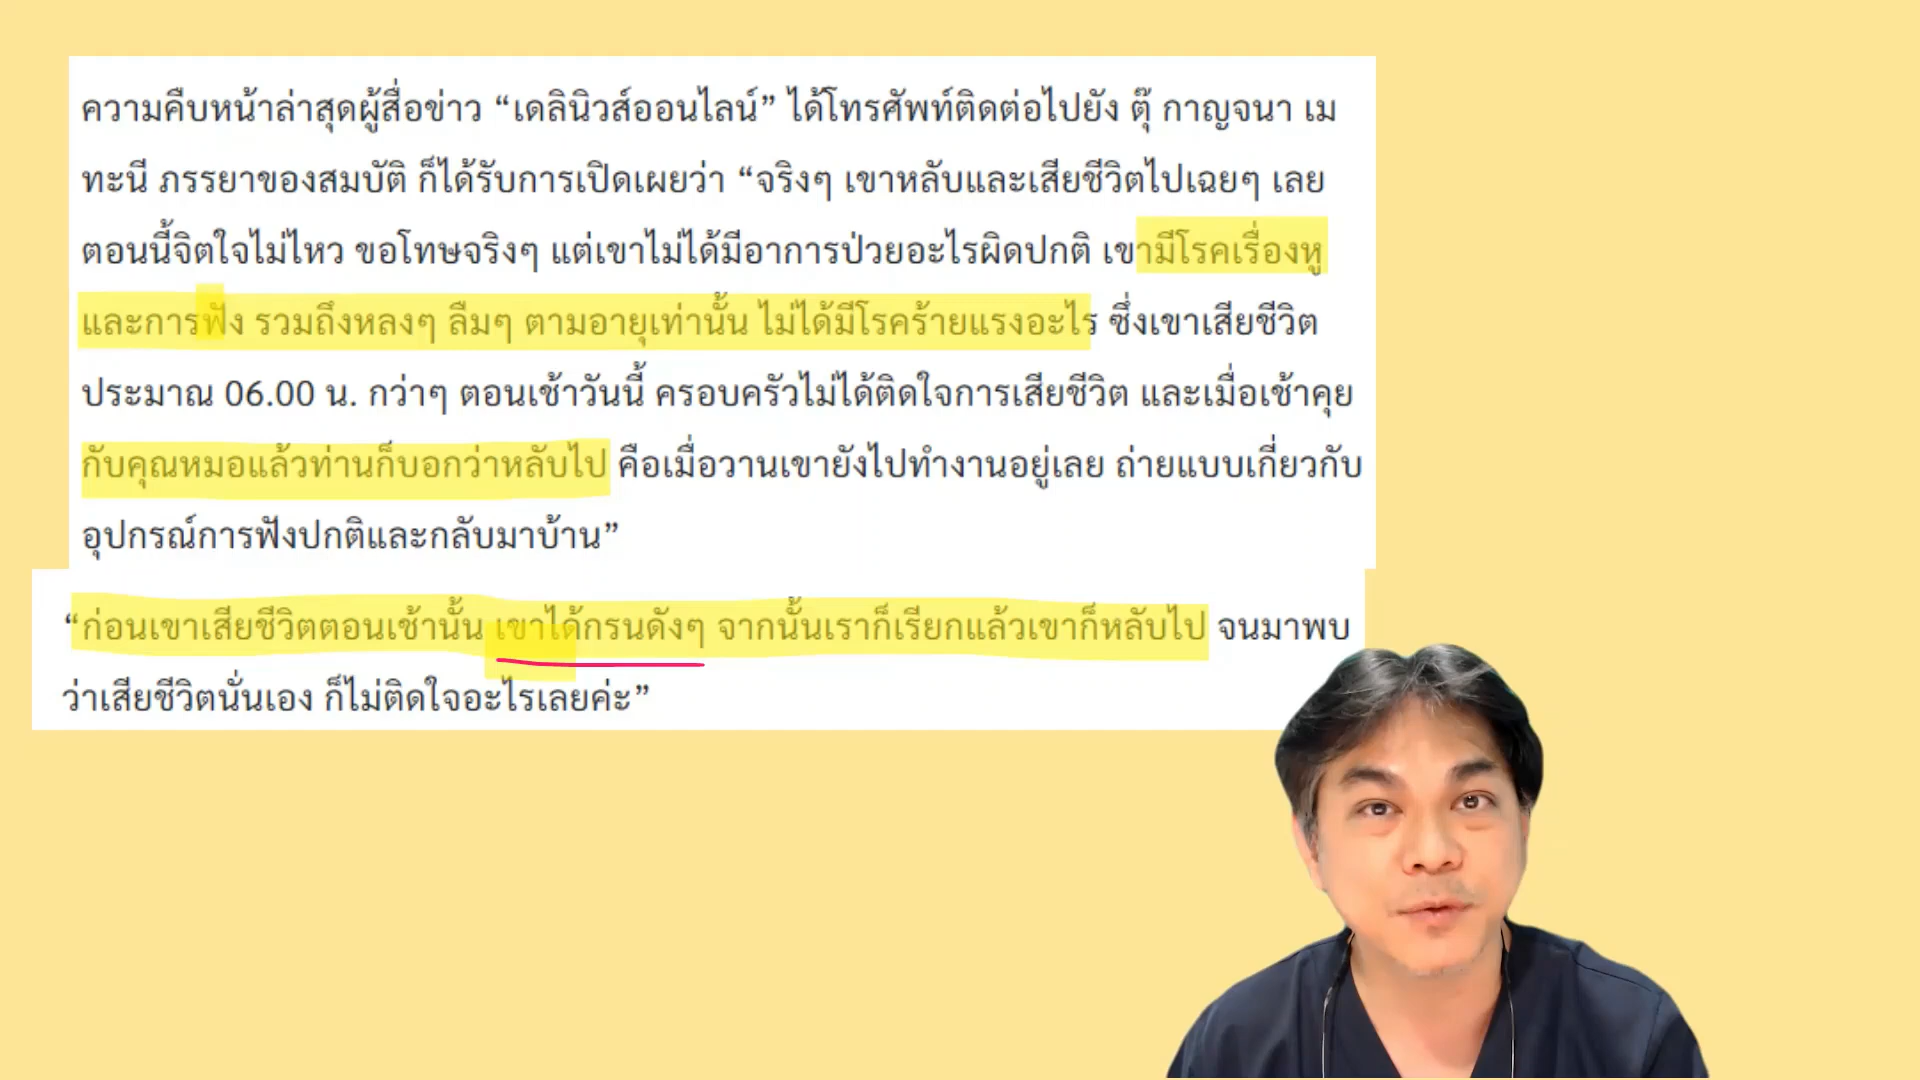 ความคืบหน้าล่าสุดผู้สื่อข่าว “เดลินิวส์ออนไลน์” ได้โทรศัพท์ติดต่อไปยัง ตุ๊ กาญจนา เม
ทะนี ภรรยาของสมบัติ ก็ได้รับการเปิดเผยว่า “จริงๆ เขาหลับและเสียชีวิตไปเฉยๆ เลย
ตอนนี้จิตใจไม่ไหว ขอโทษจริงๆ แต่เขาไม่ได้มีอาการป่วยอะไรผิดปกติ เขามีโรคเรื่องหู
และการฟัง รวมถึงหลงๆ ลืมๆ ตามอายุเท่านั้น ไม่ได้มีโรคร้ายแรงอะไร ซึ่งเขาเสียชีวิต
ประมาณ 06.00 น. กว่าๆ ตอนเช้าวันนี้ ครอบครัวไม่ได้ติดใจการเสียชีวิต และเมื่อเช้าคุย
กับคุณหมอแล้วท่านก็บอกว่าหลับไป คือเมื่อวานเขายังไปทำงานอยู่เลย ถ่ายแบบเกี่ยวกับ
อุปกรณ์การฟังปกติและกลับมาบ้าน”
“ก่อนเขาเสียชีวิตตอนเช้านั้น เขาได้กรนดังๆ จากนั้นเราก็เรียกแล้วเขาก็หลับไป จนมาพบ
ว่าเสียชีวิตนั่นเอง ก็ไม่ติดใจอะไรเลยค่ะ”